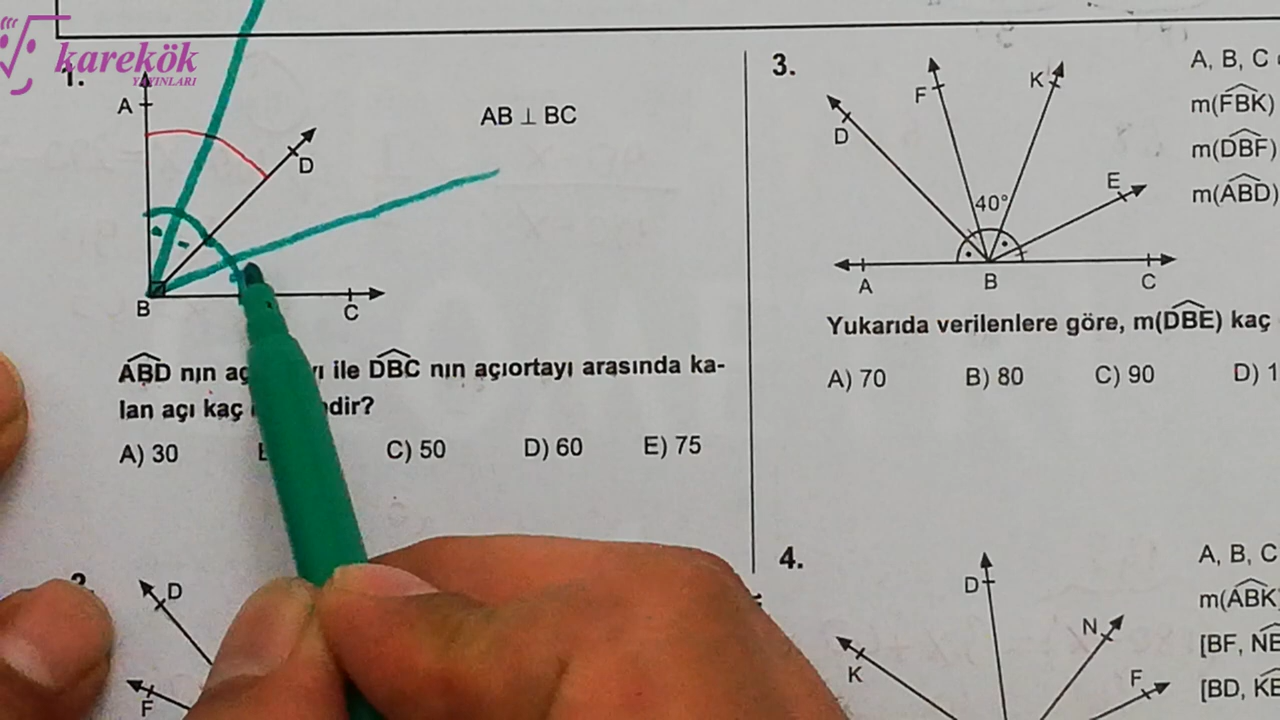 karekök
YAYINLARI
1.
A
D
B
C
AB ⊥ BC
ABD nın ile DBC nın açıortayı arasında ka-
lan açı kaç
A) 30
C) 50
D) 60
E) 75
2.
D
F
3.
D
F
K
E
40°
A
B
C
A, B, C
m(FBK)
m(DBF)
m(ABD)
Yukarıda verilenlere göre, m(DBE) kaç
A) 70
B) 80
C) 90
D) 1
4.
D
N
K
F
A, B, C
m(ABK
[BF, NE
[BD, KE